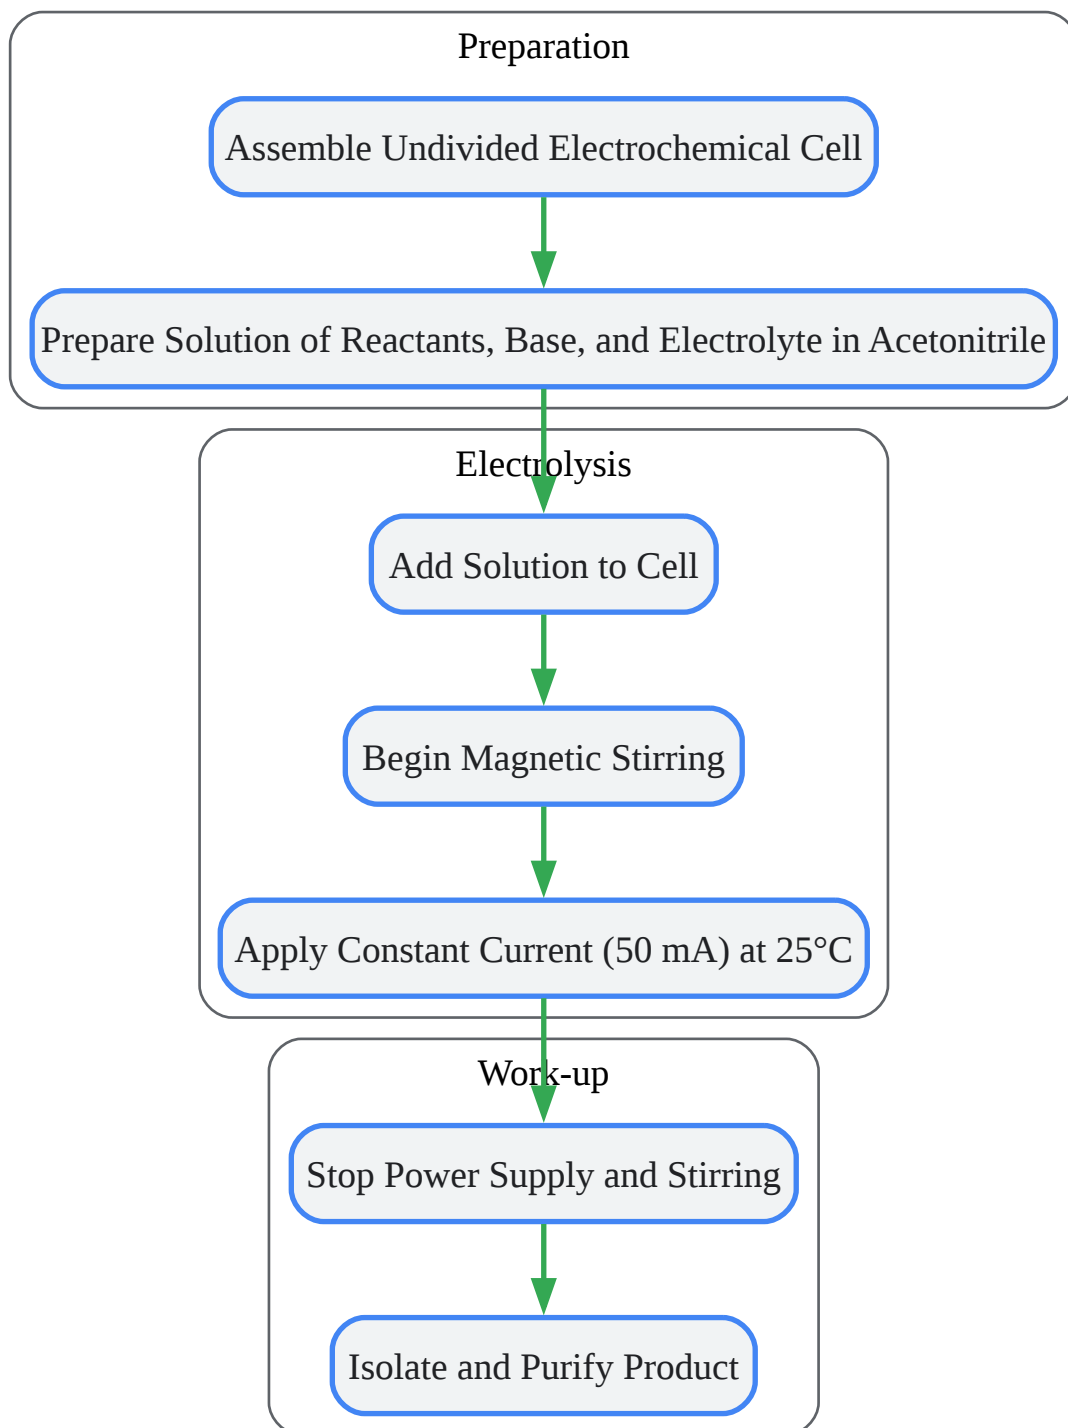 Preparation
Assemble Undivided Electrochemical Cell
Prepare Solution of Reactants, Base, and Electrolyte in Acetonitrile
Electrolysis
Add Solution to Cell
Begin Magnetic Stirring
Apply Constant Current (50 mA) at 25°C
Work-up
Stop Power Supply and Stirring
Isolate and Purify Product